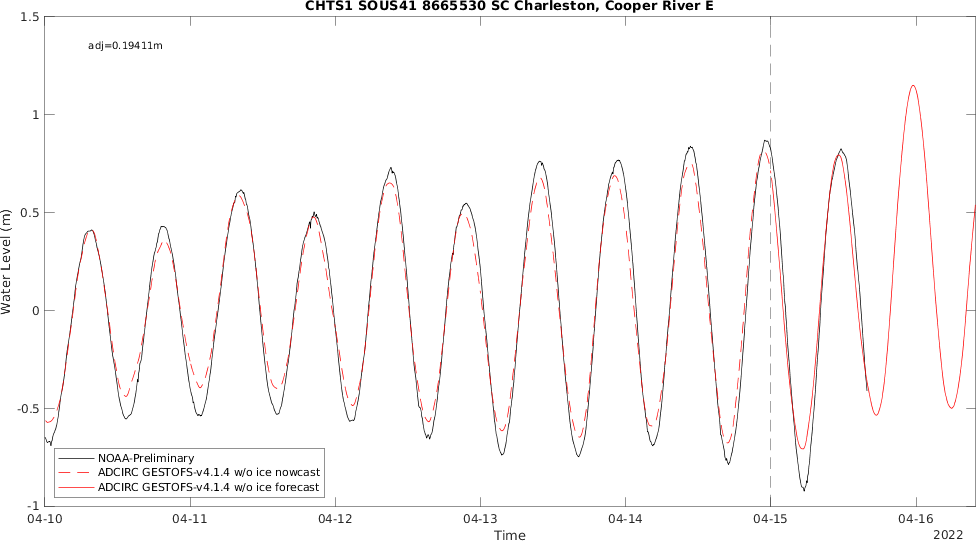 CHTS1 SOUS41 8665530 SC Charleston, Cooper River E
adj=0.19411m
1.5
1
0.5
0
-0.5
-1
Water Level (m)
NOAA-Preliminary
ADCIRC GESTOFS-v4.1.4 w/o ice nowcast
ADCIRC GESTOFS-v4.1.4 w/o ice forecast
04-10 04-11 04-12 04-13 04-14 04-15 04-16
Time
2022